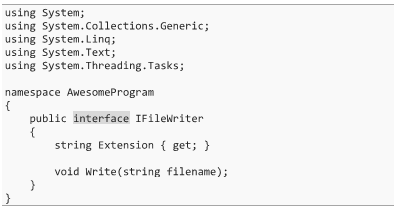 using System;
using System.Collections.Generic;
using System.Linq;
using System.Text;
using System.Threading.Tasks;

namespace AwesomeProgram
{
    public interface IFileWriter
    {
        string Extension { get; }

        void Write(string filename);
    }
}